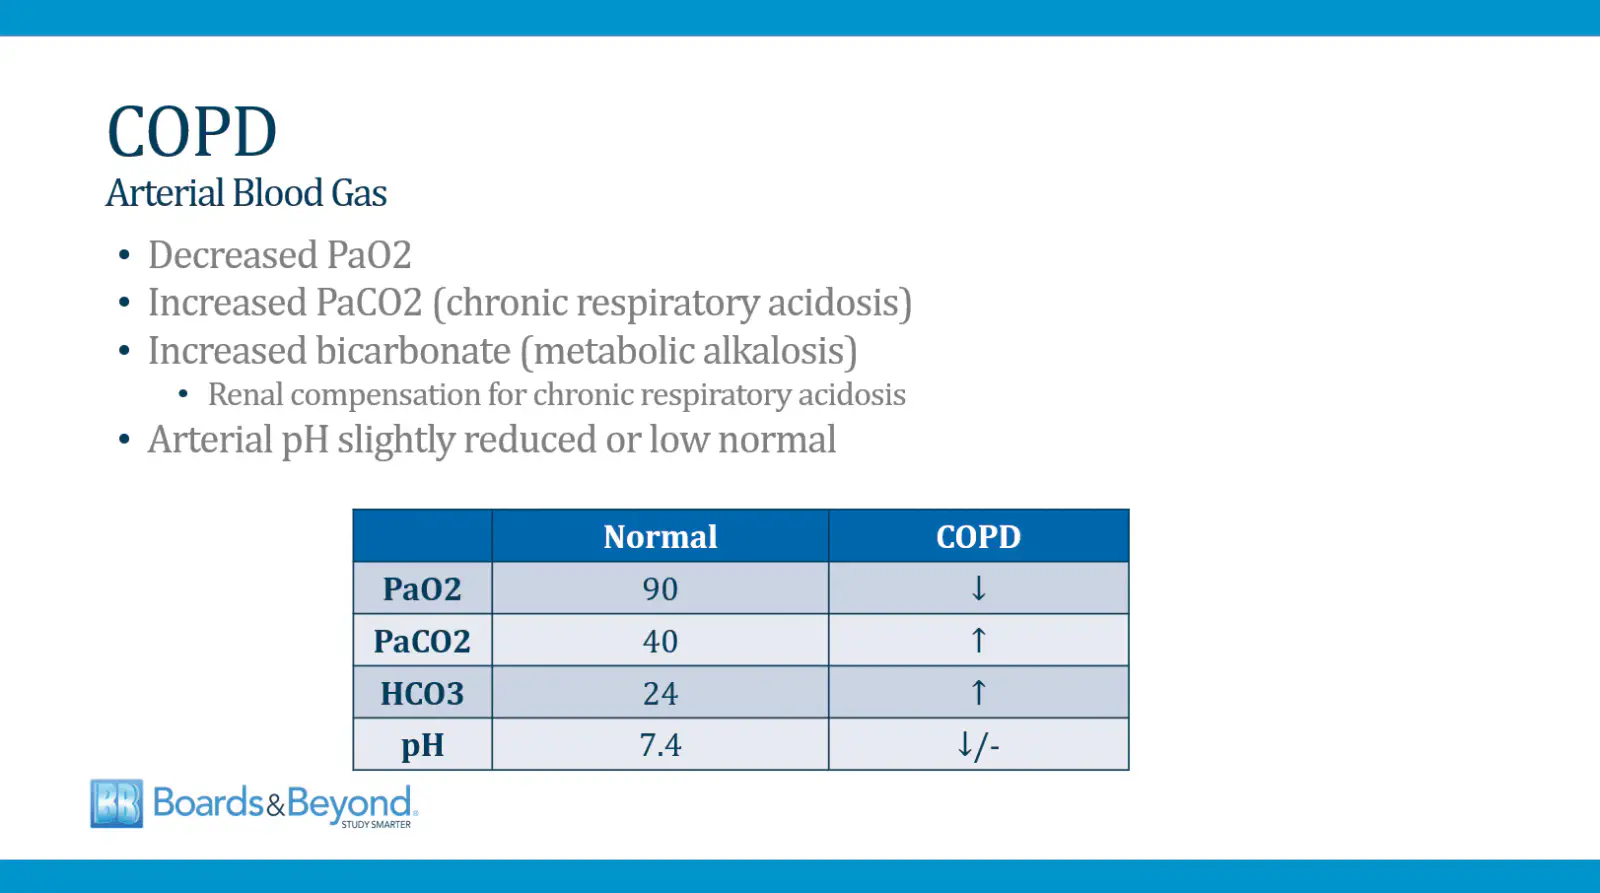 COPD
Arterial Blood Gas
• Decreased PaO2
• Increased PaCO2 (chronic respiratory acidosis)
• Increased bicarbonate (metabolic alkalosis)
• Renal compensation for chronic respiratory acidosis
• Arterial pH slightly reduced or low normal
Normal COPD
PaO2 90 ↓
PaCO2 40 ↑
HCO3 24 ↑
pH 7.4 ↓/-
BB Boards&Beyond®
STUDY SMARTER